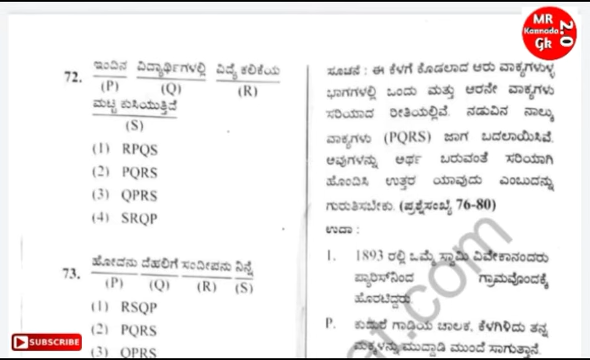 MR
Kannada
Gk
2.0
72. ಇಂದಿನ ವಿದ್ಯಾರ್ಥಿಗಳಲ್ಲಿ ವಿದ್ಯೆ ಕಲಿಕೆಯ
(P) (Q) (R)
ಮಟ್ಟ ಕುಸಿಯುತ್ತಿದೆ
(S)
(1) RPQS
(2) PQRS
(3) QPRS
(4) SRQP
73. ಹೋದನು ದೆಹಲಿಗೆ ಸಂದೀಪನು ನಿನ್ನೆ
(P) (Q) (R) (S)
(1) RSQP
(2) PQRS
(3) QPRS
SUBSCRIBE
ಸೂಚನೆ : ಈ ಕೆಳಗೆ ಕೊಡಲಾದ ಆರು ವಾಕ್ಯಗಳುಳ್ಳ
ಭಾಗಗಳಲ್ಲಿ ಒಂದು ಮತ್ತು ಆರನೇ ವಾಕ್ಯಗಳು
ಸರಿಯಾದ ರೀತಿಯಲ್ಲಿವೆ. ನಡುವಿನ ನಾಲ್ಕು
ವಾಕ್ಯಗಳು (PQRS) ಜಾಗ ಬದಲಾಯಿಸಿವೆ.
ಅವುಗಳನ್ನು ಅರ್ಥ ಬರುವಂತೆ ಸರಿಯಾಗಿ
ಹೊಂದಿಸಿ ಉತ್ತರ ಯಾವುದು ಎಂಬುದನ್ನು
ಗುರುತಿಸಬೇಕು. (ಪ್ರಶ್ನೆಸಂಖ್ಯೆ 76-80)
ಉದಾ :
1. 1893 ರಲ್ಲಿ ಒಮ್ಮೆ ಸ್ವಾಮಿ ವಿವೇಕಾನಂದರು
ಪ್ಯಾರಿಸ್‌ನಿಂದ ಗ್ರಾಮವೊಂದಕ್ಕೆ
ಹೊರಟಿದ್ದರು.
P. ಕುದುರೆ ಗಾಡಿಯ ಚಾಲಕ, ಕೆಳಗಿಳಿದು ತನ್ನ
ಮಕ್ಕಳನ್ನು ಮುದ್ದಾಡಿ ಮುಂದೆ ಸಾಗುತ್ತಾನೆ.